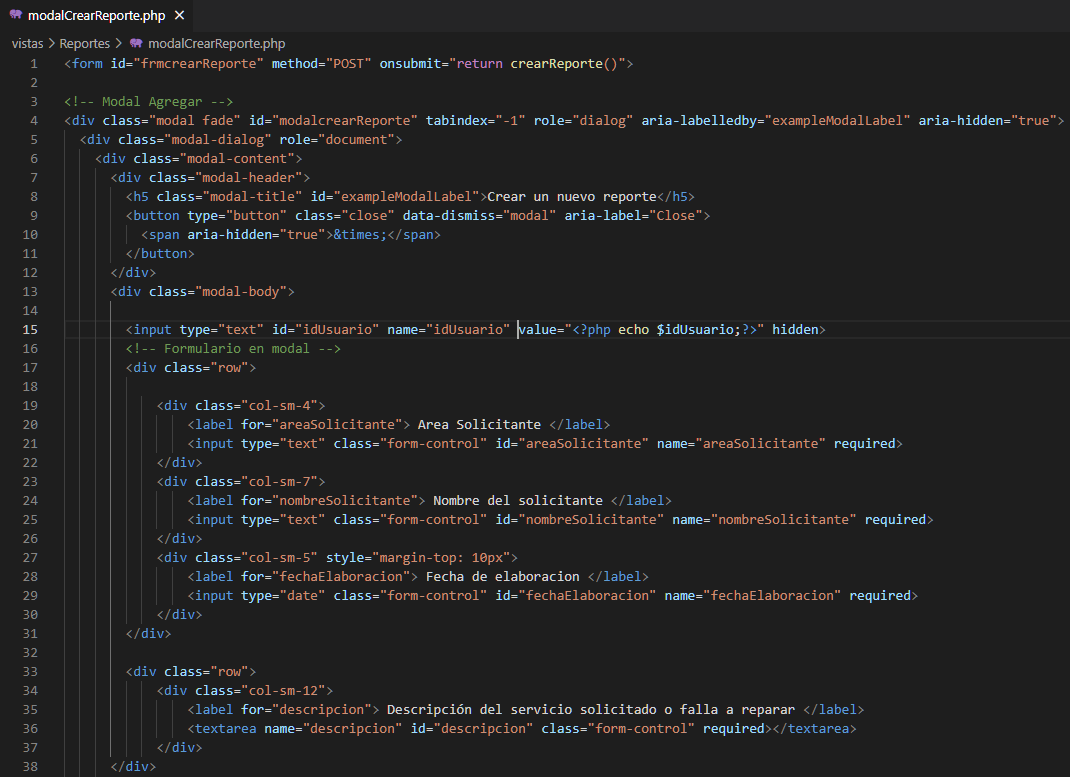 modalCrearReporte.php
vistas > Reportes > modalCrearReporte.php
1 <form id="frmcrearReporte" method="POST" onsubmit="return crearReporte()">
2
3 <!-- Modal Agregar -->
4 <div class="modal fade" id="modalcrearReporte" tabindex="-1" role="dialog" aria-labelledby="exampleModalLabel" aria-hidden="true">
5 <div class="modal-dialog" role="document">
6 <div class="modal-content">
7 <div class="modal-header">
8 <h5 class="modal-title" id="exampleModalLabel">Crear un nuevo reporte</h5>
9 <button type="button" class="close" data-dismiss="modal" aria-label="Close">
10 <span aria-hidden="true">&times;</span>
11 </button>
12 </div>
13 <div class="modal-body">
14
15 <input type="text" id="idUsuario" name="idUsuario" value="<?php echo $idUsuario;?>" hidden>
16 <!-- Formulario en modal -->
17 <div class="row">
18
19 <div class="col-sm-4">
20 <label for="areaSolicitante"> Area Solicitante </label>
21 <input type="text" class="form-control" id="areaSolicitante" name="areaSolicitante" required>
22 </div>
23 <div class="col-sm-7">
24 <label for="nombreSolicitante"> Nombre del solicitante </label>
25 <input type="text" class="form-control" id="nombreSolicitante" name="nombreSolicitante" required>
26 </div>
27 <div class="col-sm-5" style="margin-top: 10px">
28 <label for="fechaElaboracion"> Fecha de elaboracion </label>
29 <input type="date" class="form-control" id="fechaElaboracion" name="fechaElaboracion" required>
30 </div>
31 </div>
32
33 <div class="row">
34 <div class="col-sm-12">
35 <label for="descripcion"> Descripción del servicio solicitado o falla a reparar </label>
36 <textarea name="descripcion" id="descripcion" class="form-control" required></textarea>
37 </div>
38 </div>